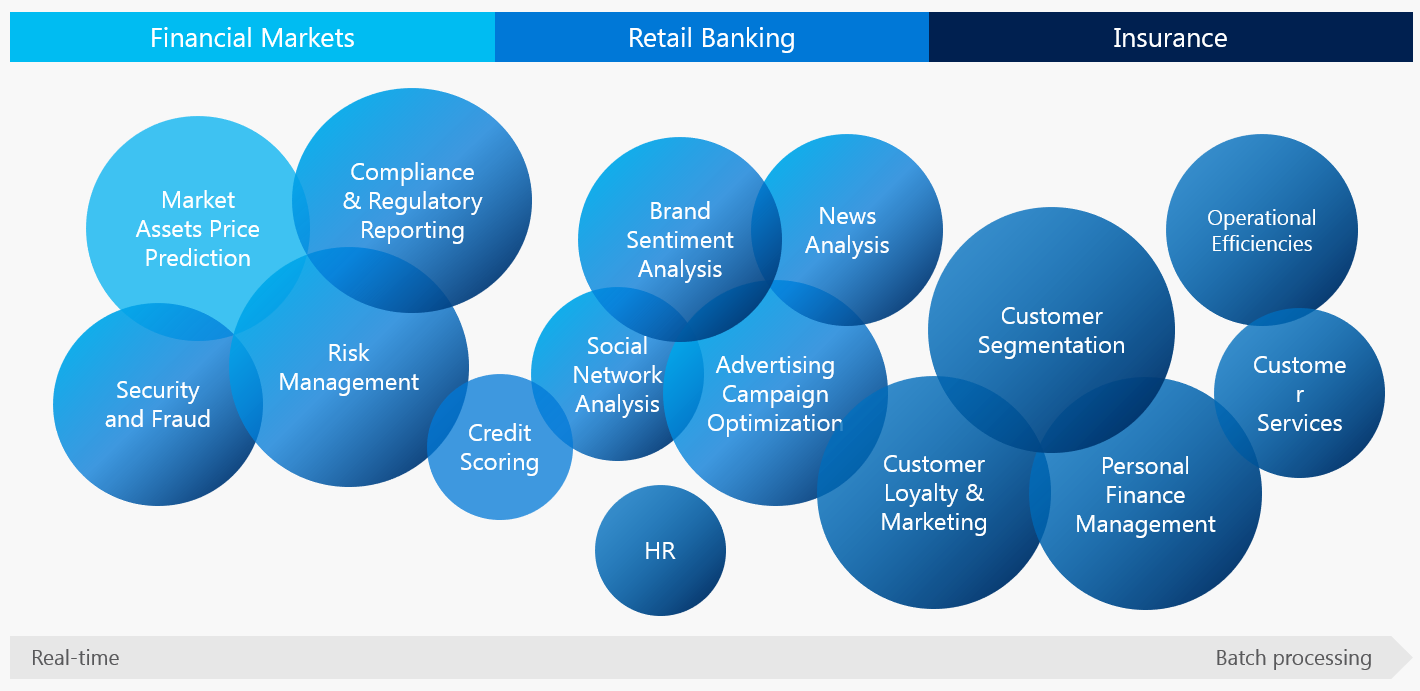 Financial Markets
Retail Banking
Insurance
Market
Assets Price
Prediction
Compliance
& Regulatory
Reporting
Security
and Fraud
Risk
Management
Credit
Scoring
Brand
Sentiment
Analysis
News
Analysis
Social
Network
Analysis
Advertising
Campaign
Optimization
HR
Customer
Segmentation
Customer
Loyalty &
Marketing
Personal
Finance
Management
Operational
Efficiencies
Custome
r
Services
Real-time
Batch processing